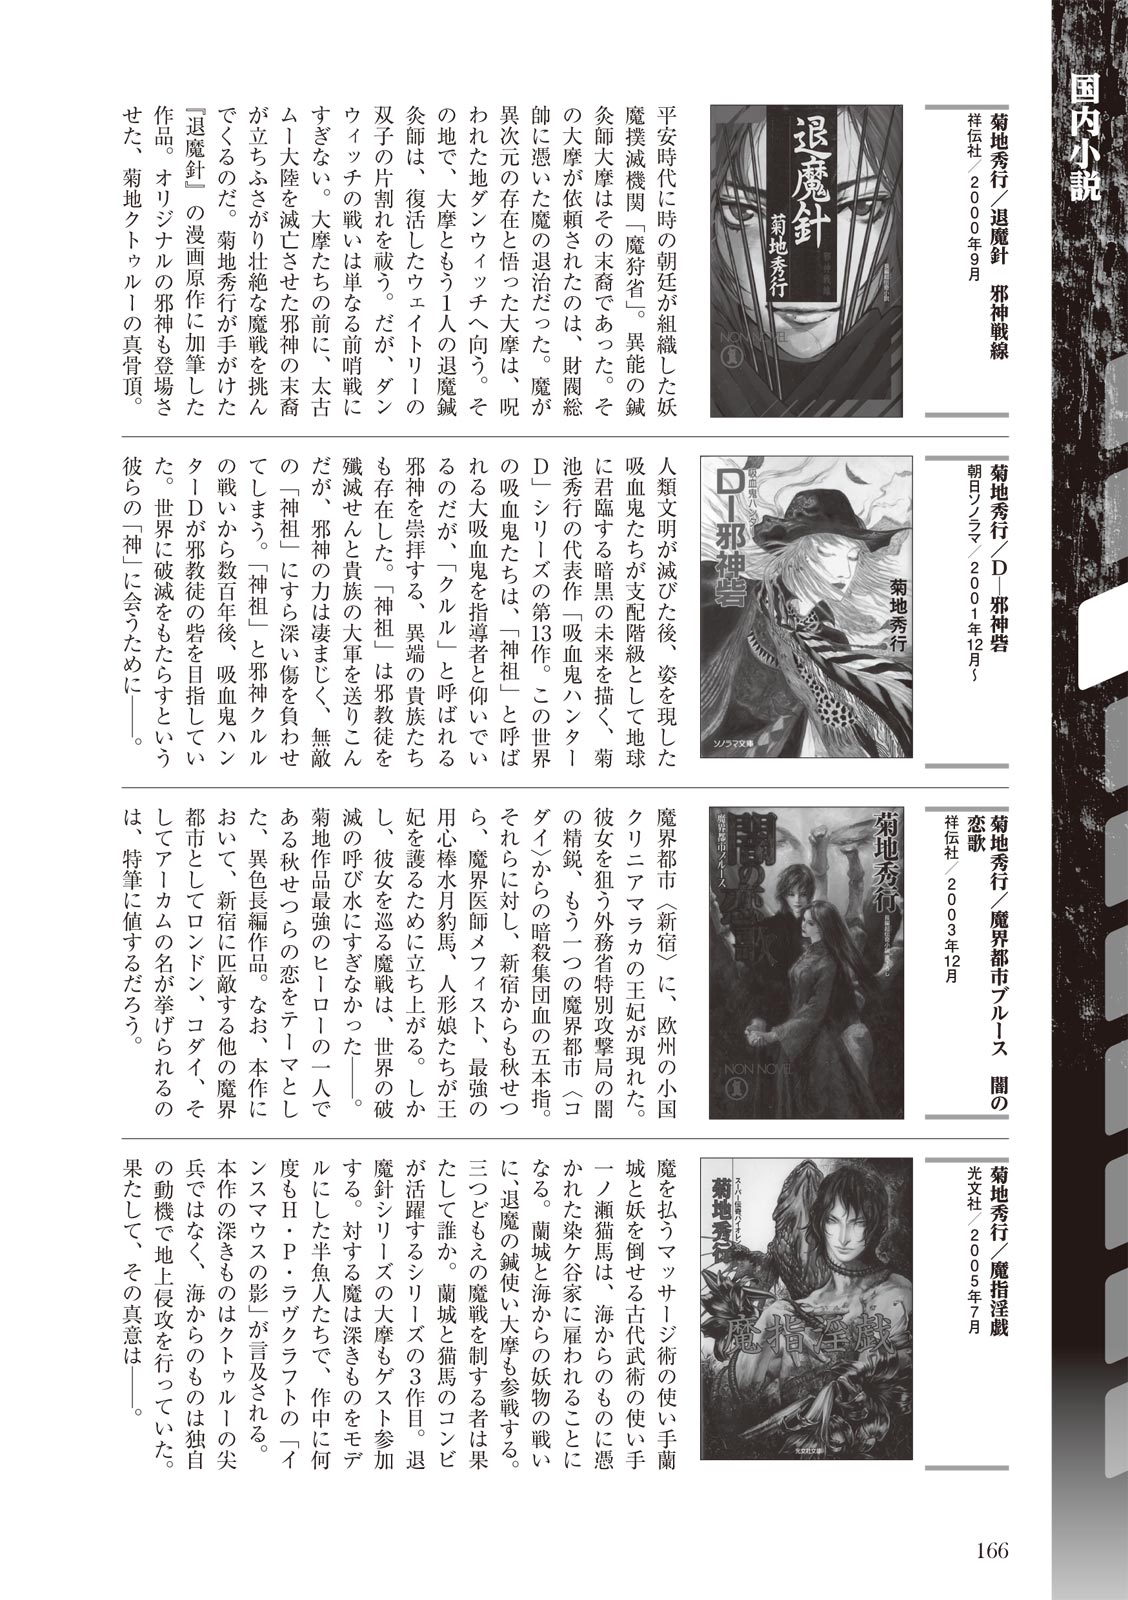 国内小説
菊地秀行／退魔針　邪神戦線
祥伝社／2000年9月
退魔針
菊地秀行
NON NOVEL
平安時代に時の朝廷が組織した妖
魔撲滅機関「魔狩省」。異能の鍼
灸師大摩はその末裔であった。そ
の大摩が依頼されたのは、財閥総
帥に憑いた魔の退治だった。魔が
異次元の存在と悟った大摩は、呪
われた地ダンウィッチへ向う。そ
の地で、大摩ともう1人の退魔鍼
灸師は、復活したウェイトリーの
双子の片割れを祓う。だが、ダン
ウィッチの戦いは単なる前哨戦に
すぎない。大摩たちの前に、太古
ムー大陸を滅亡させた邪神の末裔
が立ちふさがり壮絶な魔戦を挑ん
でくるのだ。菊地秀行が手がけた
『退魔針』の漫画原作に加筆した
作品。オリジナルの邪神も登場さ
せた、菊地クトゥルーの真骨頂。
菊地秀行／D―邪神砦
朝日ソノラマ／2001年12月〜
吸血鬼ハンター
D―邪神砦
菊地秀行
ソノラマ文庫
人類文明が滅びた後、姿を現した
吸血鬼たちが支配階級として地球
に君臨する暗黒の未来を描く、菊
池秀行の代表作「吸血鬼ハンター
D」シリーズの第13作。この世界
の吸血鬼たちは、「神祖」と呼ば
れる大吸血鬼を指導者と仰いでい
るのだが、「クルル」と呼ばれる
邪神を崇拝する、異端の貴族たち
も存在した。「神祖」は邪教徒を
殲滅せんと貴族の大軍を送りこん
だが、邪神の力は凄まじく、無敵
の「神祖」にすら深い傷を負わせ
てしまう。「神祖」と邪神クルル
の戦いから数百年後、吸血鬼ハン
ターDが邪教徒の砦を目指してい
た。世界に破滅をもたらすという
彼らの「神」に会うために――。
菊地秀行／魔界都市ブルース　闇の
恋歌
祥伝社／2003年12月
菊地秀行
魔界都市ブルース
闇の恋歌
NON NOVEL
魔界都市〈新宿〉に、欧州の小国
クリニアマラカの王妃が現れた。
彼女を狙う外務省特別攻撃局の闇
の精鋭、もう一つの魔界都市〈コ
ダイ〉からの暗殺集団血の五本指。
それらに対し、新宿からも秋せつ
ら、魔界医師メフィスト、最強の
用心棒水月豹馬、人形娘たちが王
妃を護るために立ち上がる。しか
し、彼女を巡る魔戦は、世界の破
滅の呼び水にすぎなかった――。
菊地作品最強のヒーローの一人で
ある秋せつらの恋をテーマとし
た、異色長編作品。なお、本作に
おいて、新宿に匹敵する他の魔界
都市としてロンドン、コダイ、そ
してアーカムの名が挙げられるの
は、特筆に値するだろう。
菊地秀行／魔指淫戯
光文社／2005年7月
菊地秀行
魔指淫戯
光文社文庫
魔を払うマッサージ術の使い手蘭
城と妖を倒せる古代武術の使い手
一ノ瀬猫馬は、海からのものに憑
かれた染ケ谷家に雇われることに
なる。蘭城と海からの妖物の戦い
に、退魔の鍼使い大摩も参戦する。
三つどもえの魔戦を制する者は果
たして誰か。蘭城と猫馬のコンビ
が活躍するシリーズの3作目。退
魔針シリーズの大摩もゲスト参加
する。対する魔は深きものをモデ
ルにした半魚人たちで、作中に何
度もH・P・ラヴクラフトの「イ
ンスマウスの影」が言及される。
本作の深きものはクトゥルーの尖
兵ではなく、海からのものは独自
の動機で地上侵攻を行っていた。
果たして、その真意は――。
166